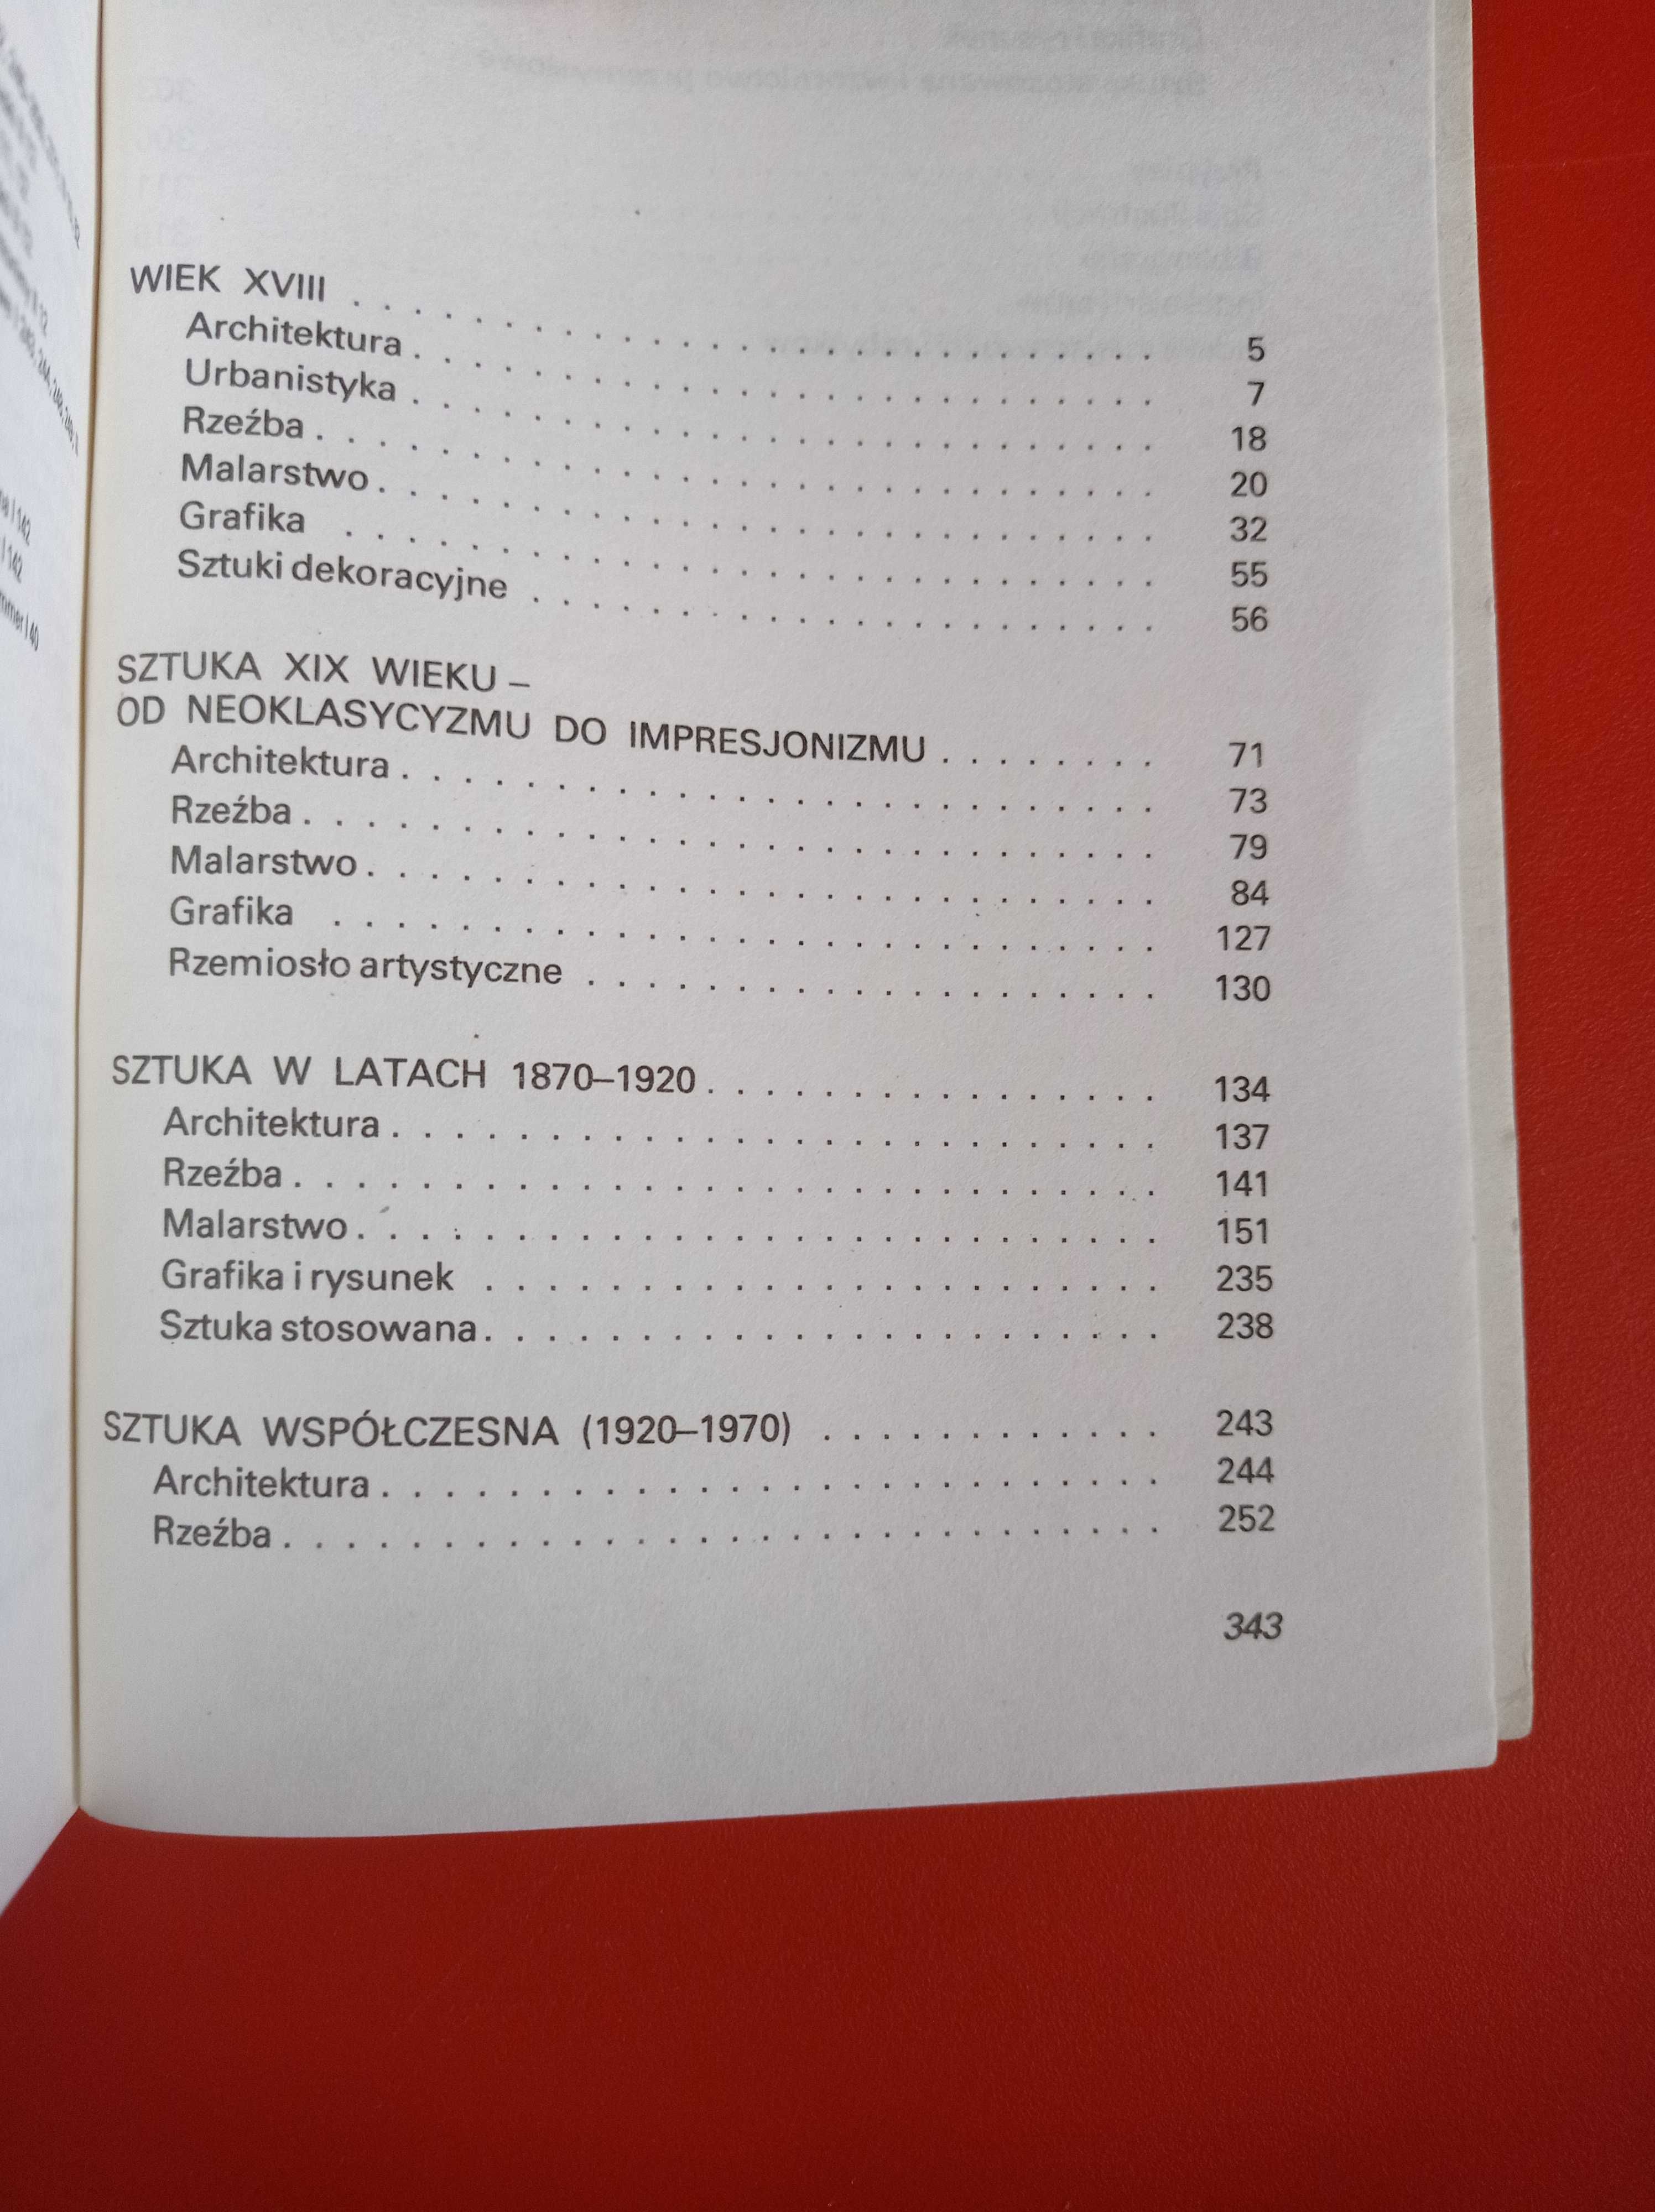 WIEK XVIII . . . . . . . . . . . . . . . . . . . . . . . . . . 5
Architektura . . . . . . . . . . . . . . . . . . . . . . . . 7
Urbanistyka . . . . . . . . . . . . . . . . . . . . . . . . 18
Rzeźba . . . . . . . . . . . . . . . . . . . . . . . . . . . 20
Malarstwo . . . . . . . . . . . . . . . . . . . . . . . . . 32
Grafika . . . . . . . . . . . . . . . . . . . . . . . . . . 55
Sztuki dekoracyjne . . . . . . . . . . . . . . . . . . . . 56
SZTUKA XIX WIEKU –
OD NEOKLASYCYZMU DO IMPRESJONIZMU . . . . . . . . 71
Architektura . . . . . . . . . . . . . . . . . . . . . . . . 73
Rzeźba . . . . . . . . . . . . . . . . . . . . . . . . . . . 79
Malarstwo . . . . . . . . . . . . . . . . . . . . . . . . . 84
Grafika . . . . . . . . . . . . . . . . . . . . . . . . . . 127
Rzemiosło artystyczne . . . . . . . . . . . . . . . . . . 130
SZTUKA W LATACH 1870–1920 . . . . . . . . . . . . . . . 134
Architektura . . . . . . . . . . . . . . . . . . . . . . . . 137
Rzeźba . . . . . . . . . . . . . . . . . . . . . . . . . . . 141
Malarstwo . . . . . . . . . . . . . . . . . . . . . . . . . 151
Grafika i rysunek . . . . . . . . . . . . . . . . . . . . . 235
Sztuka stosowana . . . . . . . . . . . . . . . . . . . . . 238
SZTUKA WSPÓŁCZESNA (1920–1970) . . . . . . . . . . . . 243
Architektura . . . . . . . . . . . . . . . . . . . . . . . . 244
Rzeźba . . . . . . . . . . . . . . . . . . . . . . . . . . . 252
343